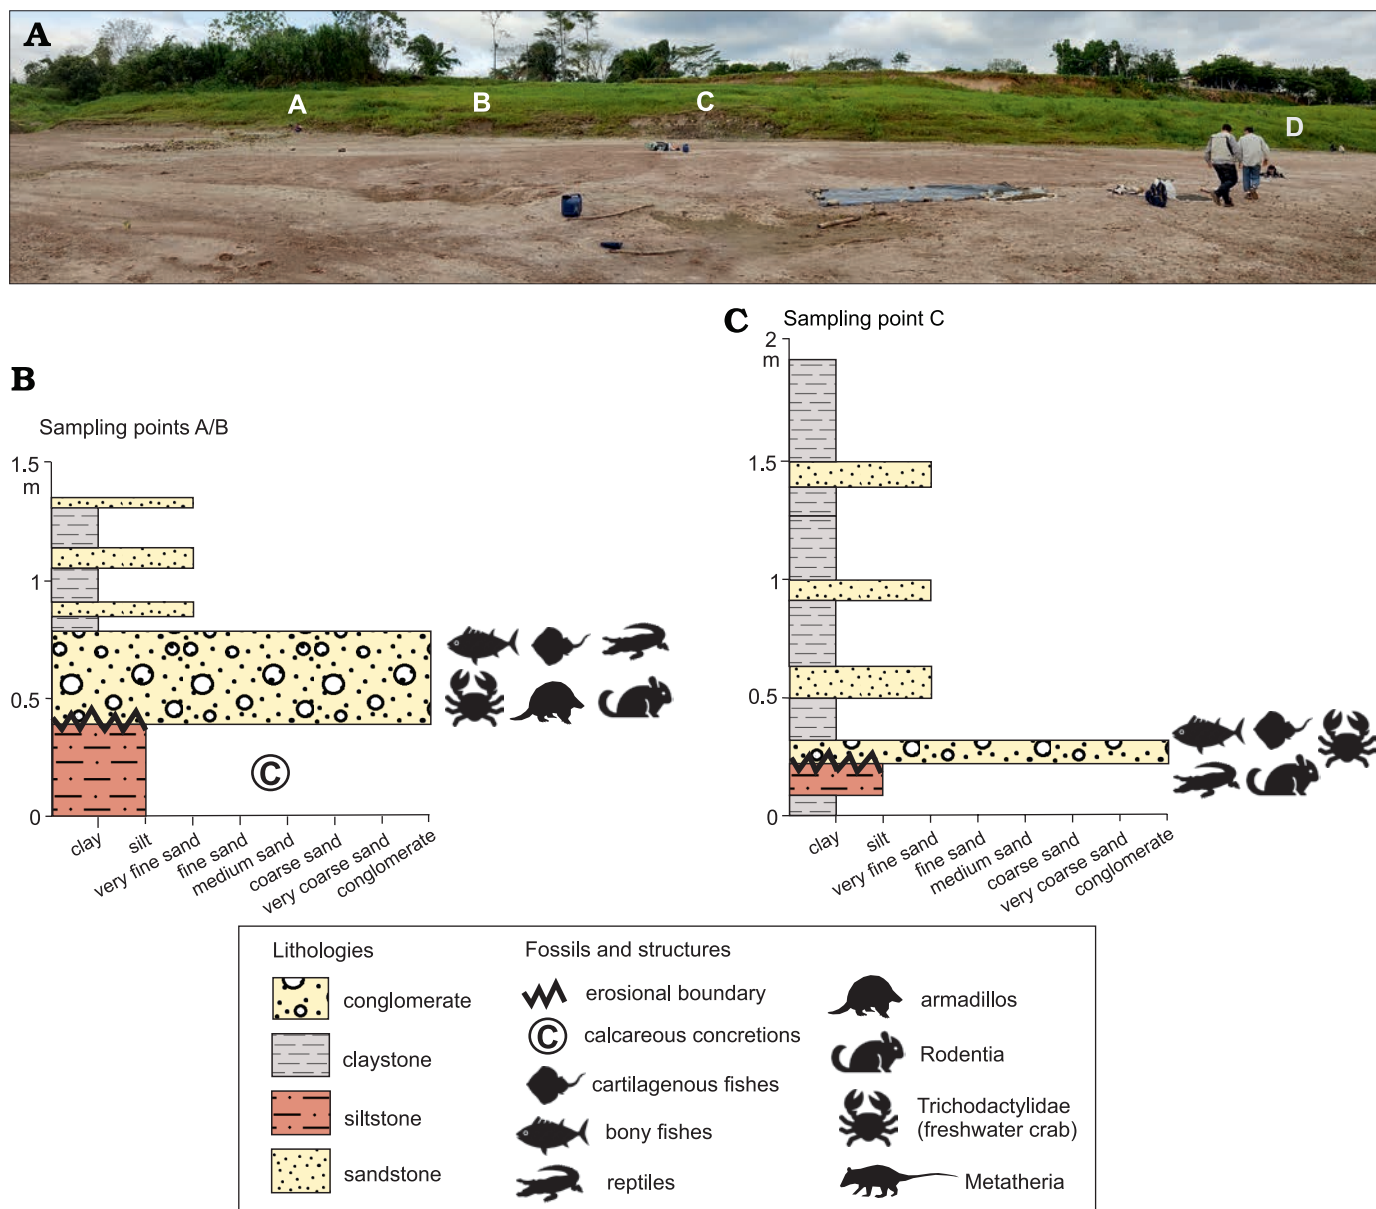 A
A
B
C
D
B
Sampling points A/B
1.5
m
1
0.5
0
clay
silt
very fine sand
fine sand
medium sand
coarse sand
very coarse sand
conglomerate
©
C
Sampling point C
2
m
1.5
1
0.5
0
clay
silt
very fine sand
fine sand
medium sand
coarse sand
very coarse sand
conglomerate
Lithologies
conglomerate
claystone
siltstone
sandstone
Fossils and structures
erosional boundary
© calcareous concretions
cartilagenous fishes
bony fishes
reptiles
armadillos
Rodentia
Trichodactylidae
(freshwater crab)
Metatheria